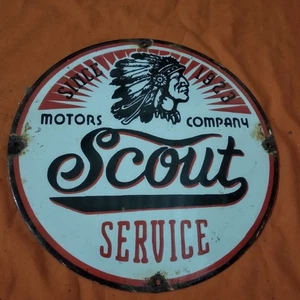 SINCE 1923
MOTORS COMPANY
Scout
SERVICE